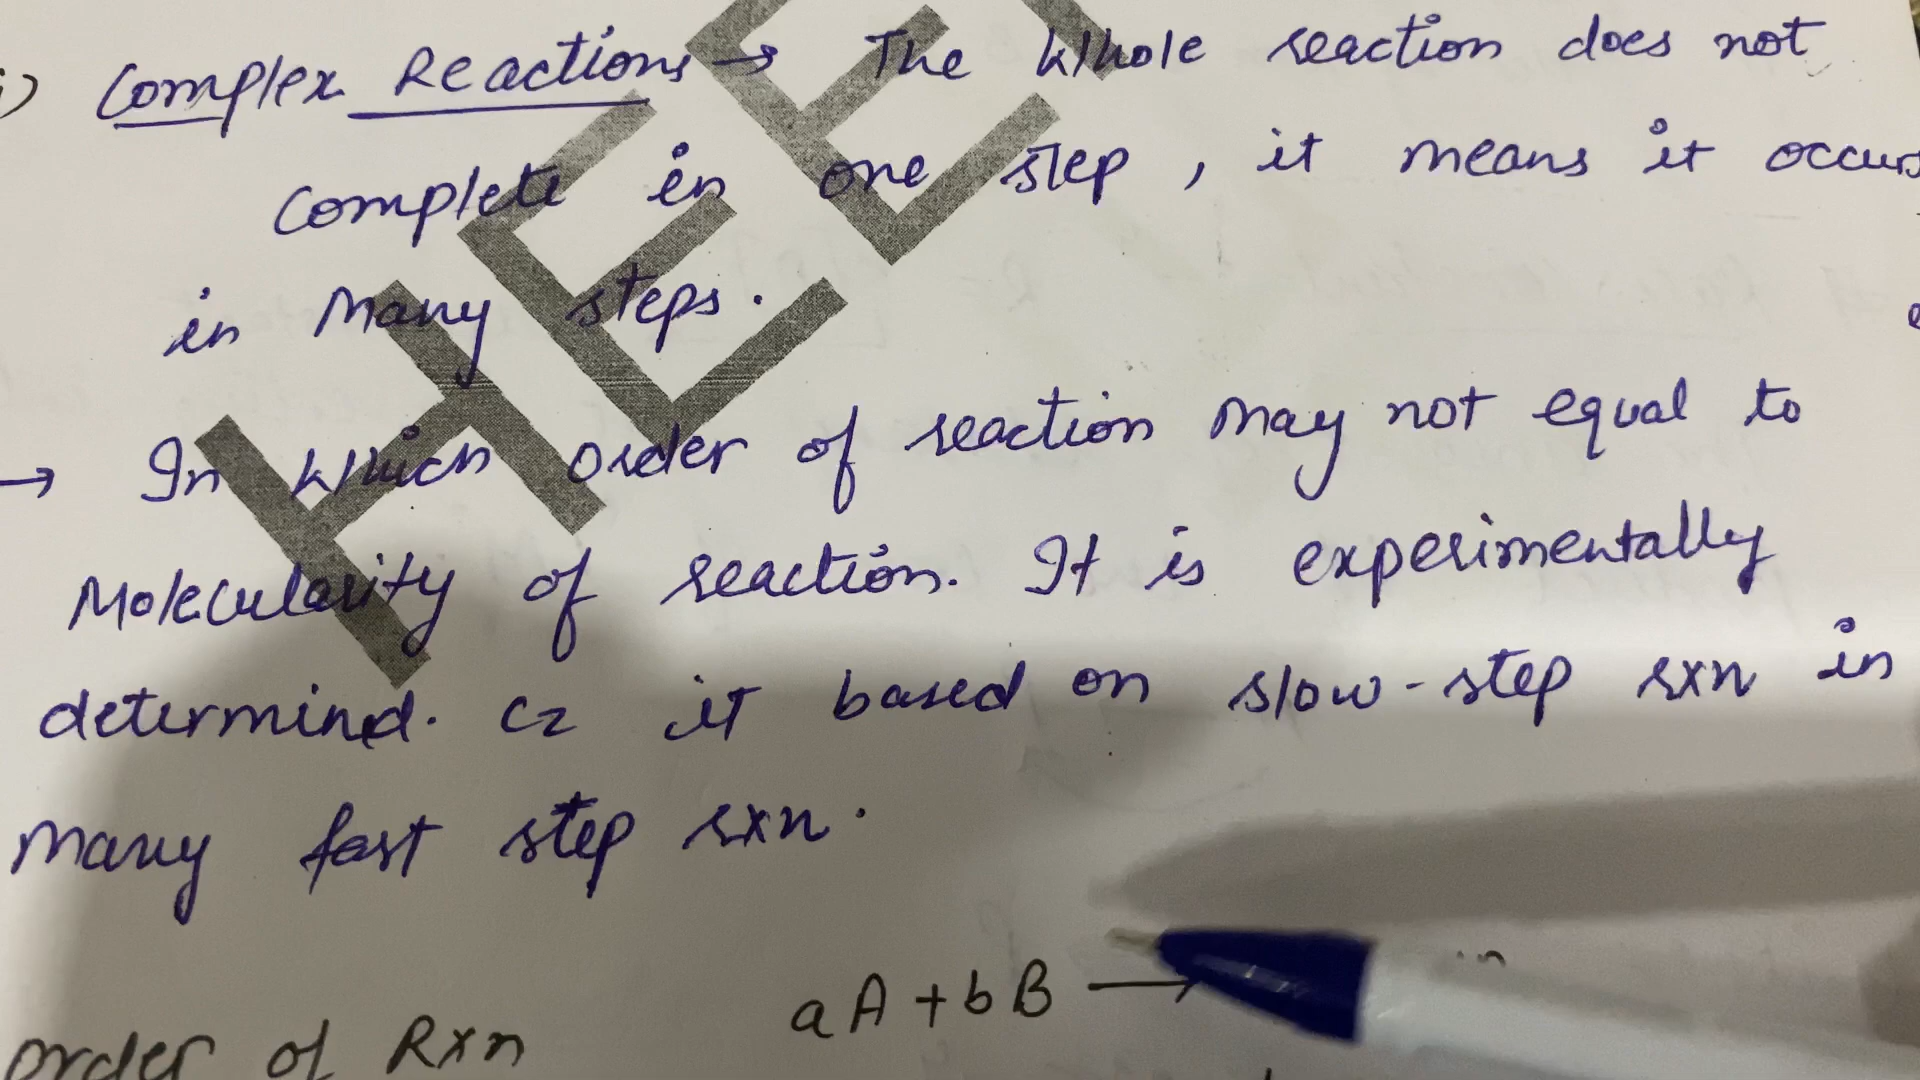 i) Complex Reactions → The Whole reaction does not
Complete in one step, it means it occurs
in Many steps.
→ In Which order of reaction May not equal to
Molecularity of reaction. It is experimentally
determind. cz it based on slow-step rxn in
Many fast step rxn.
aA + bB →
order of Rxn
HEE